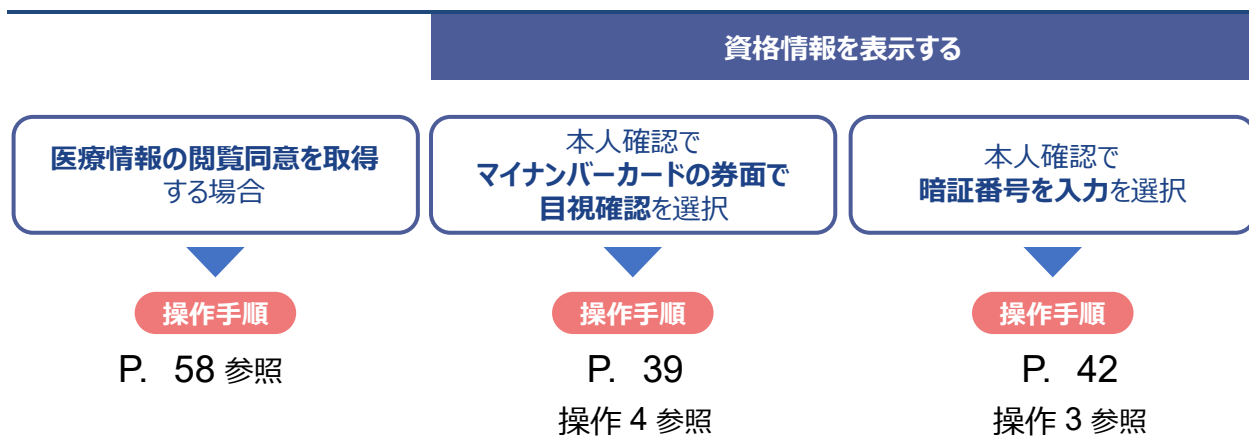 資格情報を表示する
医療情報の閲覧同意を取得
する場合
操作手順
P. 58 参照
本人確認で
マイナンバーカードの券面で
目視確認を選択
操作手順
P. 39
操作 4 参照
本人確認で
暗証番号を入力を選択
操作手順
P. 42
操作 3 参照